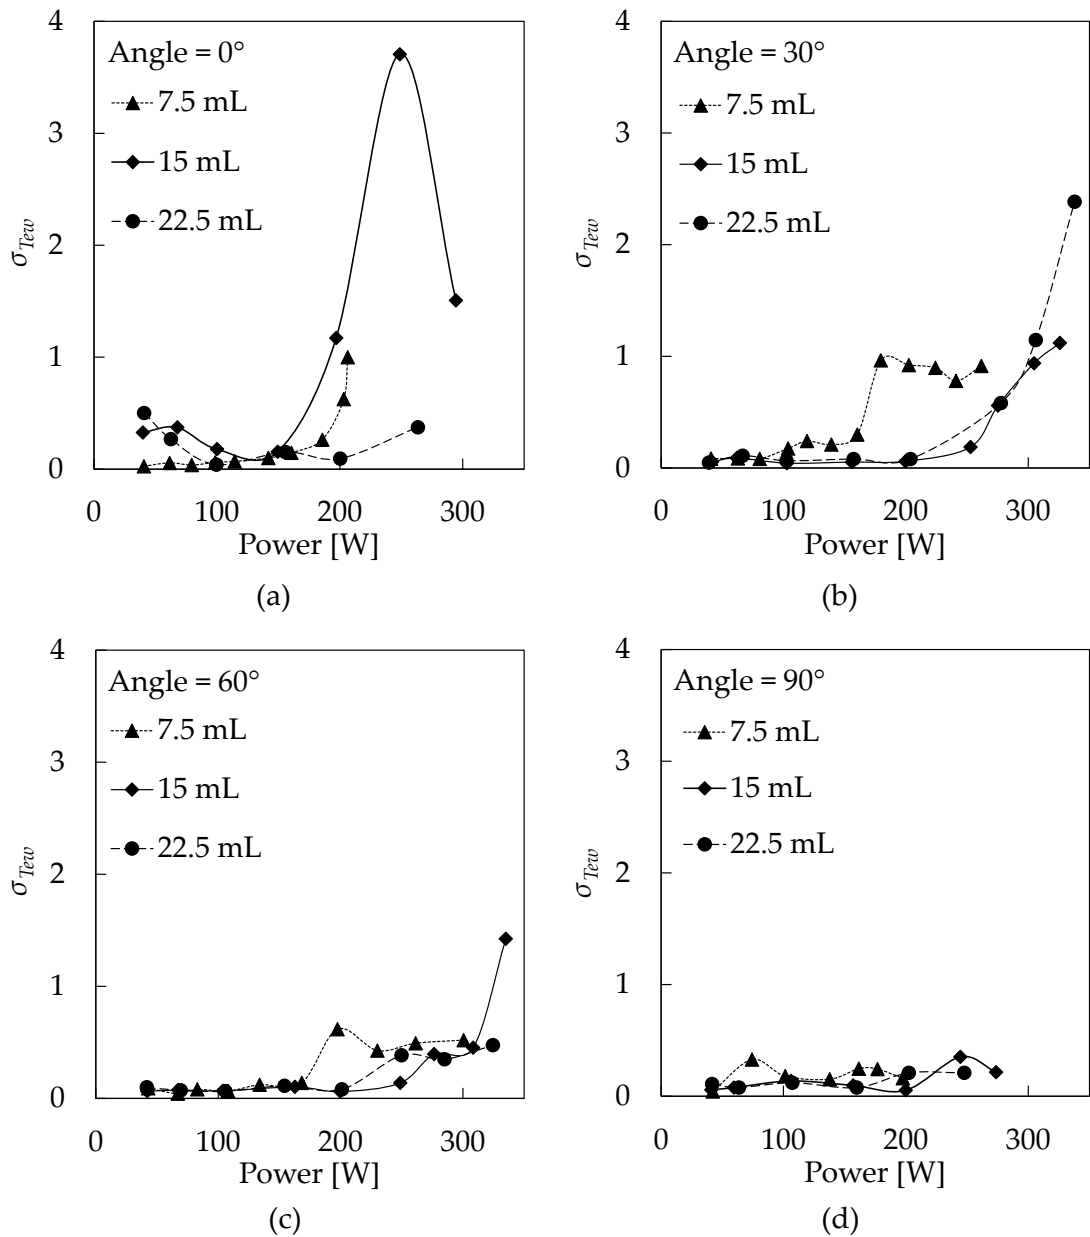 Angle = 0°
7.5 mL
15 mL
22.5 mL
σTew
4
3
2
1
0
0 100 200 300
Power [W]
(a)
Angle = 30°
7.5 mL
15 mL
22.5 mL
σTew
4
3
2
1
0
0 100 200 300
Power [W]
(b)
Angle = 60°
7.5 mL
15 mL
22.5 mL
σTew
4
3
2
1
0
0 100 200 300
Power [W]
(c)
Angle = 90°
7.5 mL
15 mL
22.5 mL
σTew
4
3
2
1
0
0 100 200 300
Power [W]
(d)